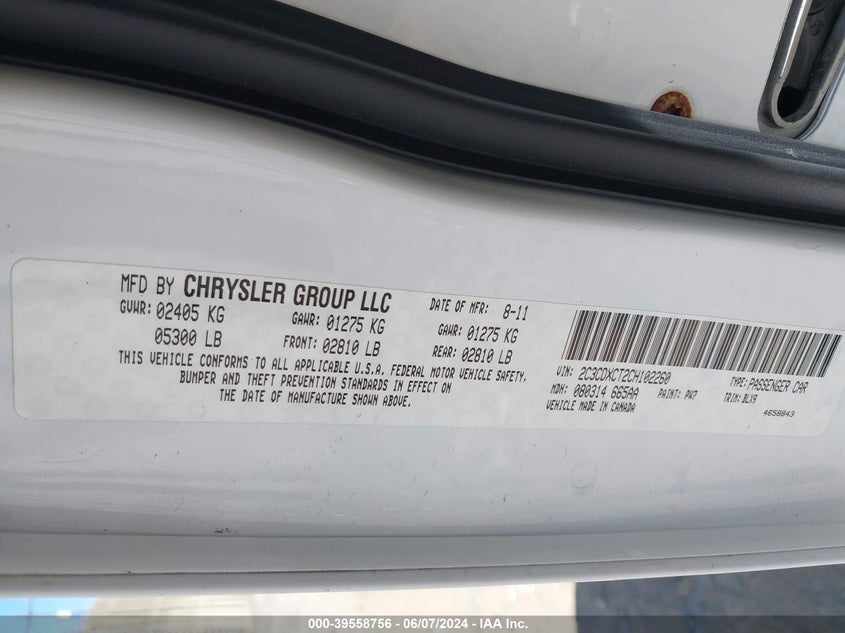 MFD BY CHRYSLER GROUP LLC DATE OF MFR: 8-11
GVWR: 02405 KG GAWR: 01275 KG GAWR: 01275 KG
05300 LB FRONT: 02810 LB REAR: 02810 LB
THIS VEHICLE CONFORMS TO ALL APPLICABLE U.S.A. FEDERAL MOTOR VEHICLE SAFETY,
BUMPER AND THEFT PREVENTION STANDARDS IN EFFECT ON
THE DATE OF MANUFACTURE SHOWN ABOVE.
VIN: 2C3CDXCT2CH102260 TYPE: PASSENGER CAR
MDH: 080314 665AA PAINT: PW7 TRIM: BLX9
VEHICLE MADE IN CANADA 4658843
000-39558756 | 06/07/2024 | IAA Inc.